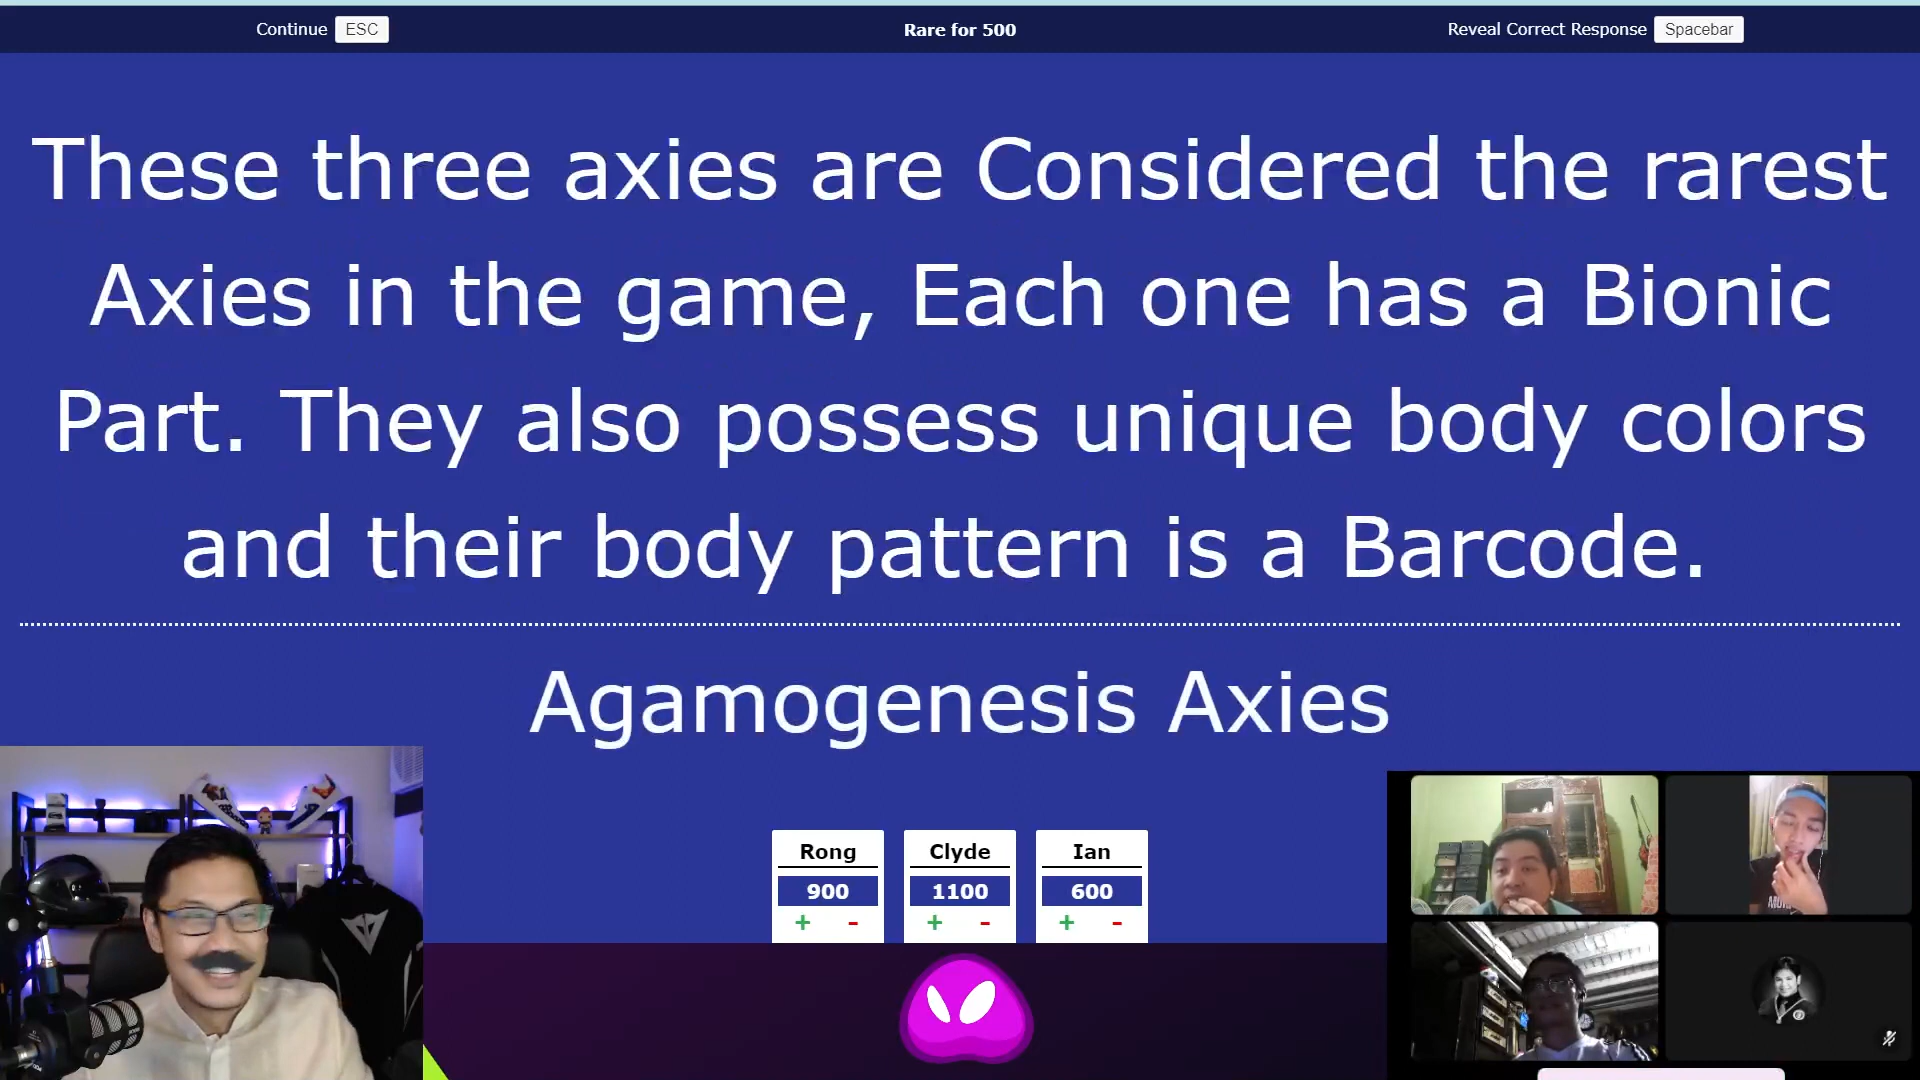 Continue ESC
Rare for 500
Reveal Correct Response Spacebar
These three axies are Considered the rarest
Axies in the game, Each one has a Bionic
Part. They also possess unique body colors
and their body pattern is a Barcode.
Agamogenesis Axies
Rong
900
+ -
Clyde
1100
+ -
Ian
600
+ -